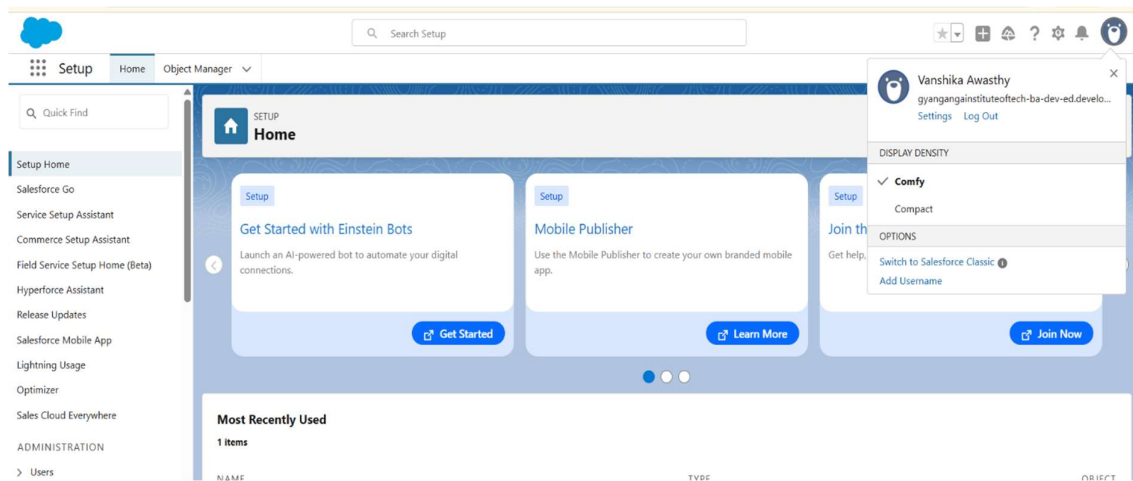 Search Setup
Setup
Home
Object Manager
Vanshika Awasthy
gyangangainstituteoftech-ba-dev-ed.develo...
Settings Log Out
DISPLAY DENSITY
Comfy
Compact
OPTIONS
Switch to Salesforce Classic
Add Username
Quick Find
Setup Home
Salesforce Go
Service Setup Assistant
Commerce Setup Assistant
Field Service Setup Home (Beta)
Hyperforce Assistant
Release Updates
Salesforce Mobile App
Lightning Usage
Optimizer
Sales Cloud Everywhere
ADMINISTRATION
Users
SETUP
Home
Setup
Get Started with Einstein Bots
Launch an AI-powered bot to automate your digital
connections.
Get Started
Setup
Mobile Publisher
Use the Mobile Publisher to create your own branded mobile
app.
Learn More
Setup
Join th
Get help,
Join Now
Most Recently Used
1 items
NAME TYPE OBJECT